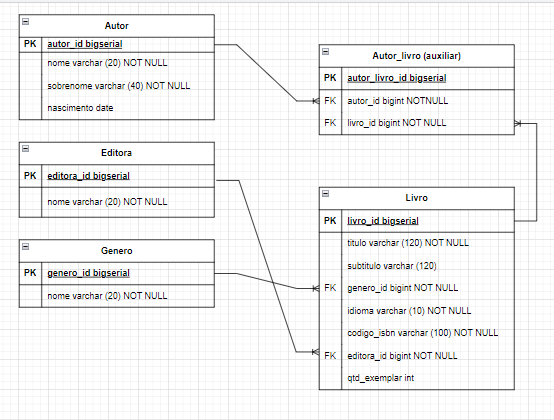 Autor
PK autor_id bigserial
nome varchar (20) NOT NULL
sobrenome varchar (40) NOT NULL
nascimento date
Editora
PK editora_id bigserial
nome varchar (20) NOT NULL
Genero
PK genero_id bigserial
nome varchar (20) NOT NULL
Autor_livro (auxiliar)
PK autor_livro_id bigserial
FK autor_id bigint NOTNULL
FK livro_id bigint NOT NULL
Livro
PK livro_id bigserial
titulo varchar (120) NOT NULL
subtitulo varchar (120)
FK genero_id bigint NOT NULL
idioma varchar (10) NOT NULL
codigo_isbn varchar (100) NOT NULL
FK editora_id bigint NOT NULL
qtd_exemplar int